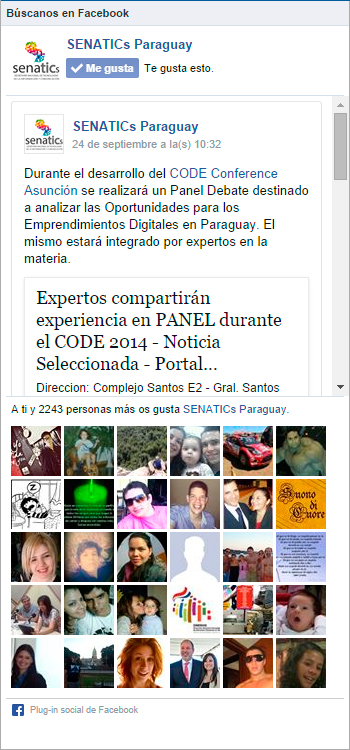 Búscanos en Facebook
senatics
SENATICs Paraguay
Me gusta Te gusta esto.
senatics
SENATICs Paraguay
24 de septiembre a la(s) 10:32
Durante el desarrollo del CODE Conference
Asunción se realizará un Panel Debate destinado
a analizar las Oportunidades para los
Emprendimientos Digitales en Paraguay. El
mismo estará integrado por expertos en la
materia.
Expertos compartirán
experiencia en PANEL durante
el CODE 2014 - Noticia
Seleccionada - Portal...
Direccion: Complejo Santos E2 - Gral. Santos
A ti y 2243 personas más os gusta SENATICs Paraguay.
Suono
di
Cuore
Plug-in social de Facebook